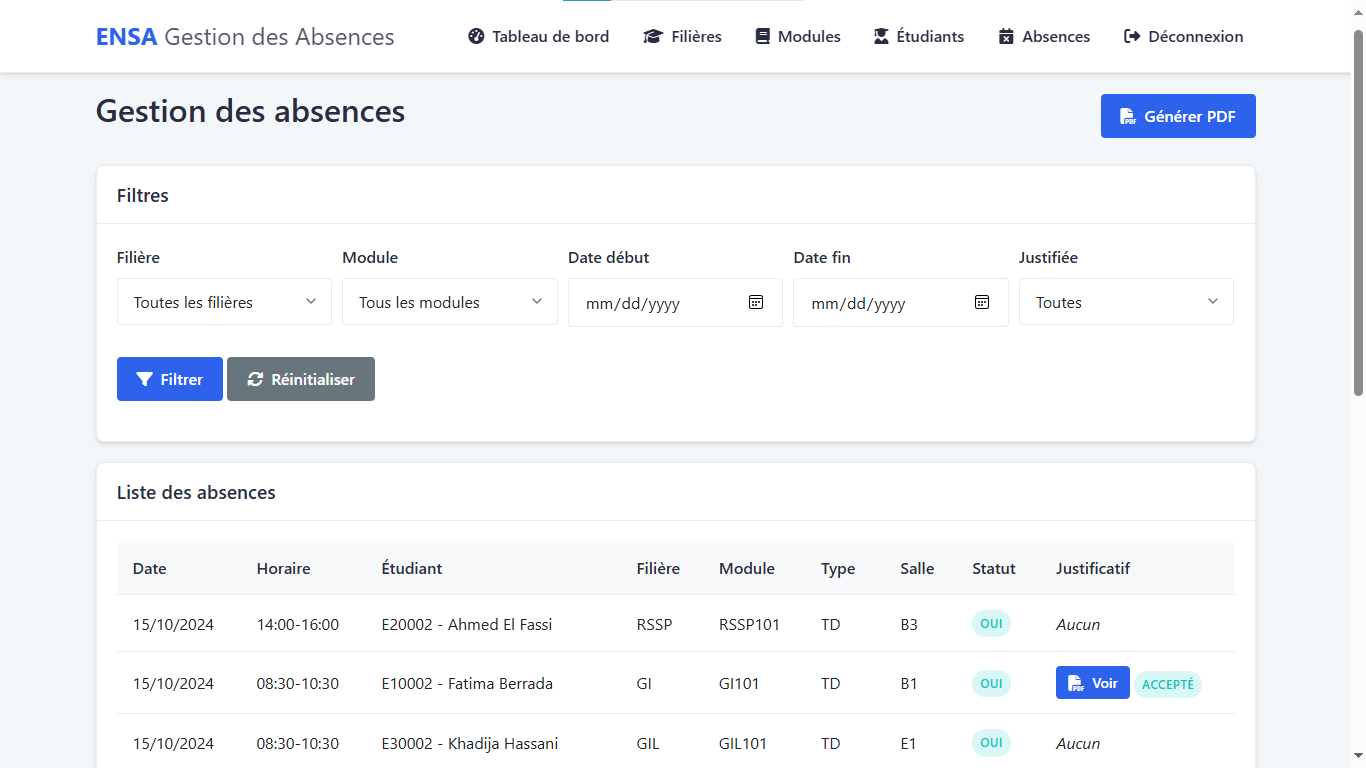 ENSA Gestion des Absences Tableau de bord Filières Modules Étudiants Absences Déconnexion
Gestion des absences Générer PDF
Filtres
Filière Module Date début Date fin Justifiée
Toutes les filières Tous les modules mm/dd/yyyy mm/dd/yyyy Toutes
Filtrer Réinitialiser
Liste des absences
Date Horaire Étudiant Filière Module Type Salle Statut Justificatif
15/10/2024 14:00-16:00 E20002 - Ahmed El Fassi RSSP RSSP101 TD B3 OUI Aucun
15/10/2024 08:30-10:30 E10002 - Fatima Berrada GI GI101 TD B1 OUI Voir ACCEPTÉ
15/10/2024 08:30-10:30 E30002 - Khadija Hassani GIL GIL101 TD E1 OUI Aucun